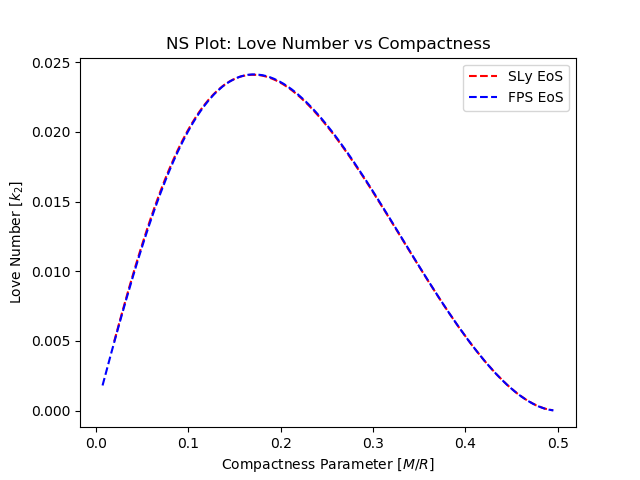 NS Plot: Love Number vs Compactness
SLy EoS
FPS EoS
Love Number [$k_2$]
0.025
0.020
0.015
0.010
0.005
0.000
0.0 0.1 0.2 0.3 0.4 0.5
Compactness Parameter [$M/R$]